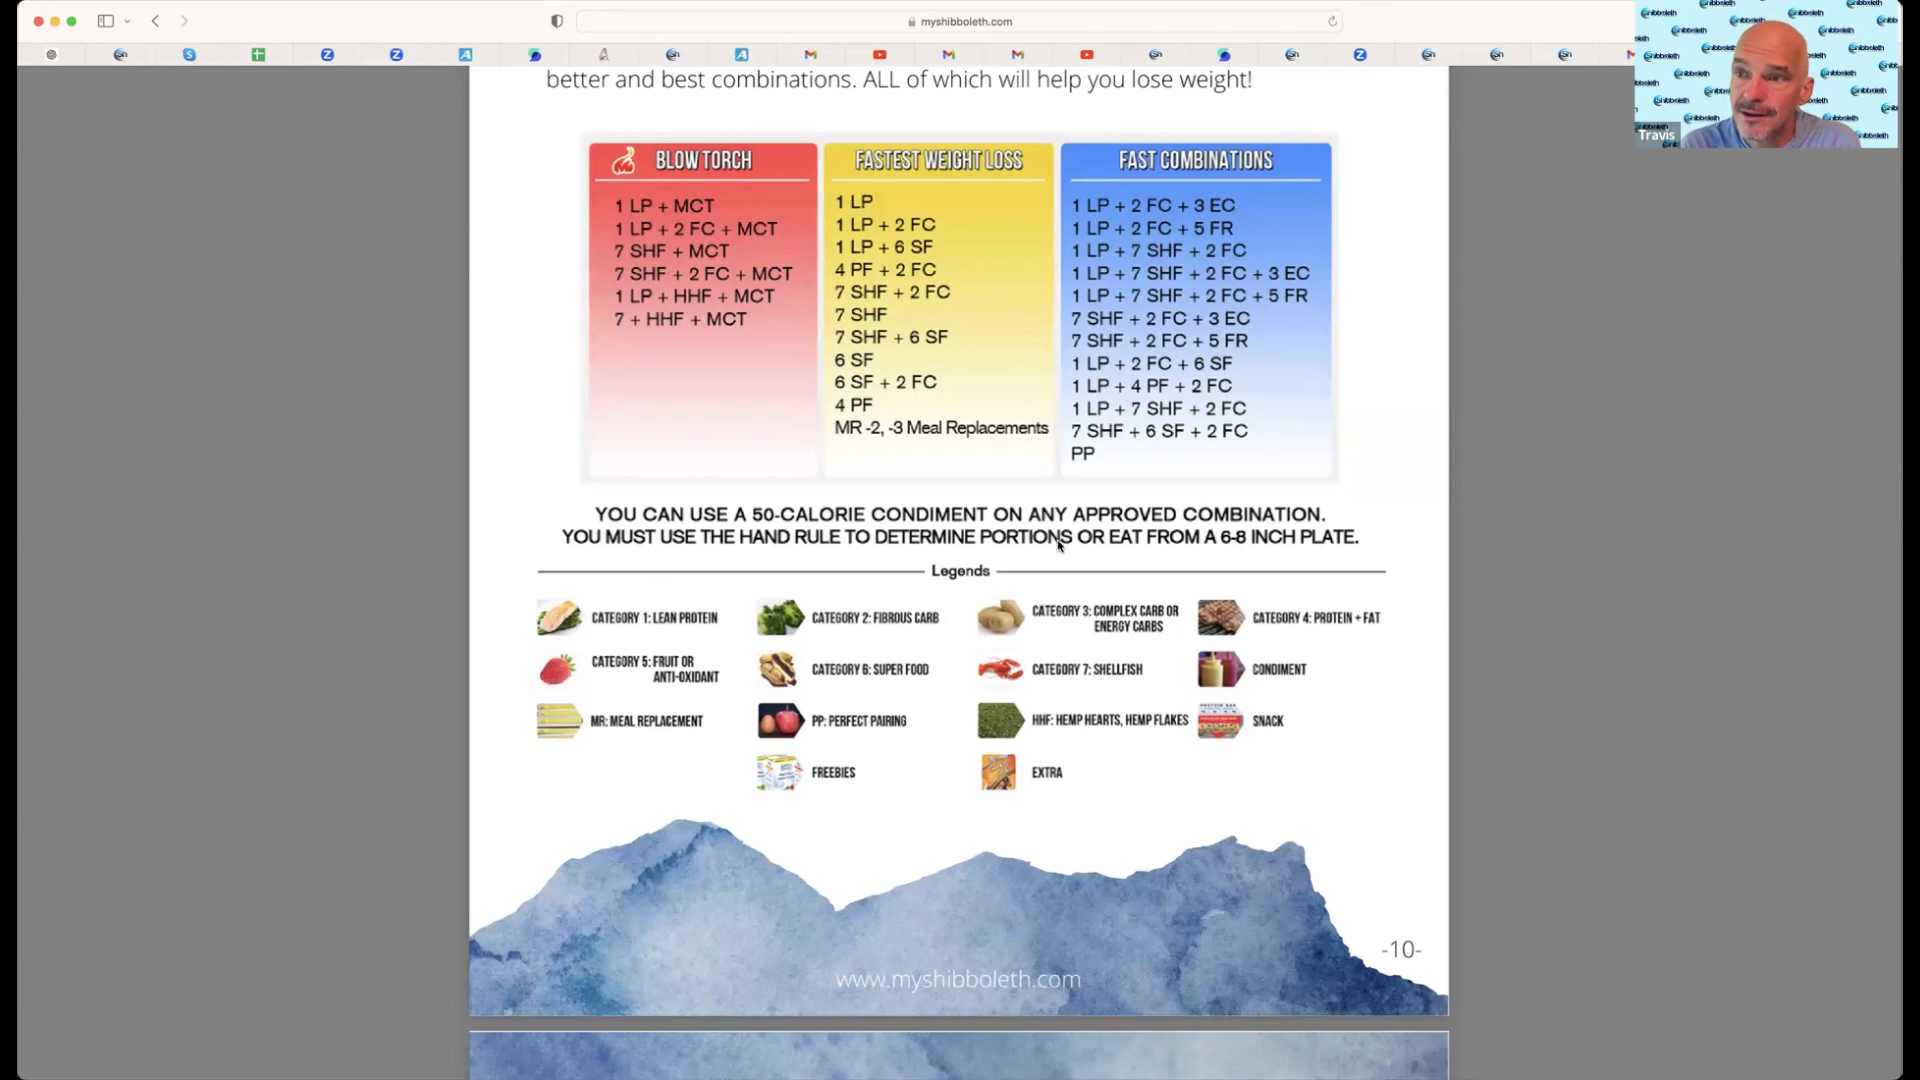 myshibboleth.com
better and best combinations. ALL of which will help you lose weight!
BLOW TORCH
1 LP + MCT
1 LP + 2 FC + MCT
7 SHF + MCT
7 SHF + 2 FC + MCT
1 LP + HHF + MCT
7 + HHF + MCT
FASTEST WEIGHT LOSS
1 LP
1 LP + 2 FC
1 LP + 6 SF
4 PF + 2 FC
7 SHF + 2 FC
7 SHF
7 SHF + 6 SF
6 SF
6 SF + 2 FC
4 PF
MR -2, -3 Meal Replacements
FAST COMBINATIONS
1 LP + 2 FC + 3 EC
1 LP + 2 FC + 5 FR
1 LP + 7 SHF + 2 FC
1 LP + 7 SHF + 2 FC + 3 EC
1 LP + 7 SHF + 2 FC + 5 FR
7 SHF + 2 FC + 3 EC
7 SHF + 2 FC + 5 FR
1 LP + 2 FC + 6 SF
1 LP + 4 PF + 2 FC
1 LP + 7 SHF + 2 FC
7 SHF + 6 SF + 2 FC
PP
YOU CAN USE A 50-CALORIE CONDIMENT ON ANY APPROVED COMBINATION.
YOU MUST USE THE HAND RULE TO DETERMINE PORTIONS OR EAT FROM A 6-8 INCH PLATE.
Legends
CATEGORY 1: LEAN PROTEIN
CATEGORY 2: FIBROUS CARB
CATEGORY 3: COMPLEX CARB OR
ENERGY CARBS
CATEGORY 4: PROTEIN + FAT
CATEGORY 5: FRUIT OR
ANTI-OXIDANT
CATEGORY 6: SUPER FOOD
CATEGORY 7: SHELLFISH
CONDIMENT
MR: MEAL REPLACEMENT
PP: PERFECT PAIRING
HHF: HEMP HEARTS, HEMP FLAKES
SNACK
FREEBIES
EXTRA
-10-
www.myshibboleth.com
Travis